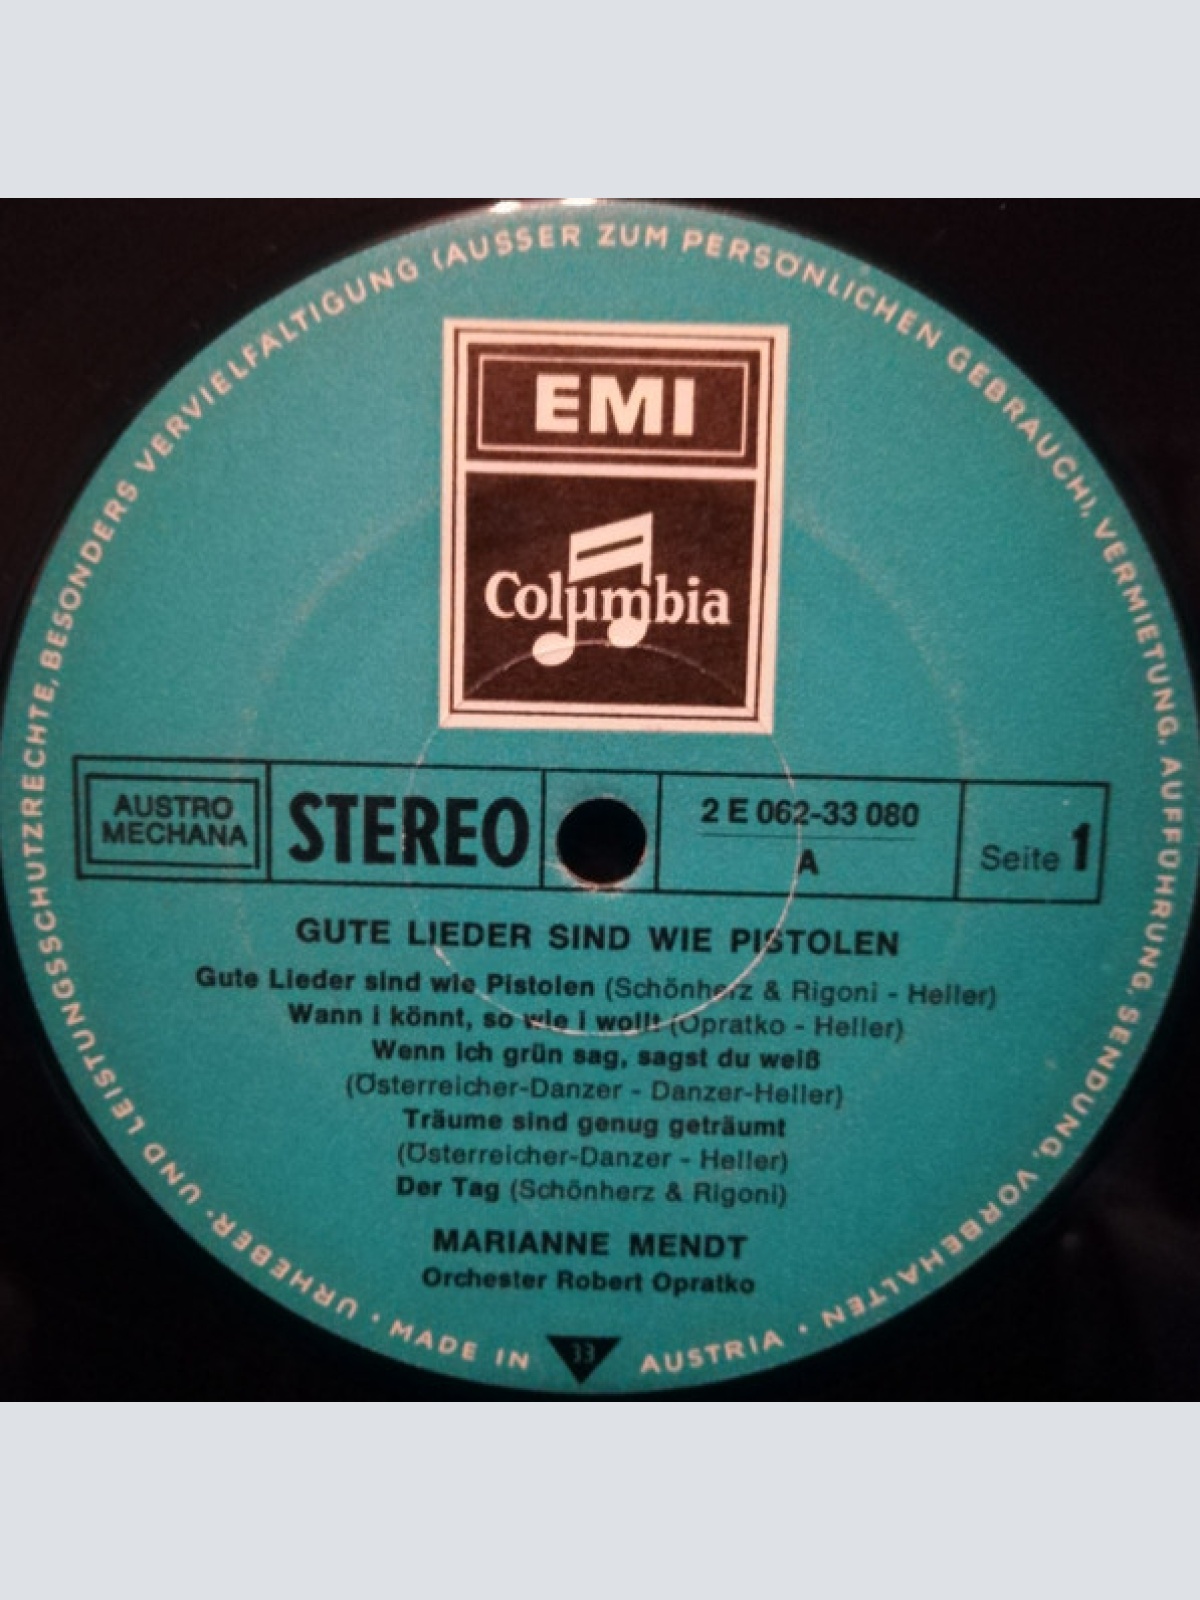 URHEBER- UND LEISTUNGSSCHUTZRECHTE, BESONDERS VERVIELFÄLTIGUNG (AUSSER ZUM PERSÖNLICHEN GEBRAUCH), VERMIETUNG, AUFFÜHRUNG, SENDUNG, VORBEHALTEN • MADE IN 33 AUSTRIA •
EMI
Columbia
AUSTRO
MECHANA
STEREO
2 E 062-33 080
A
Seite 1
GUTE LIEDER SIND WIE PISTOLEN
Gute Lieder sind wie Pistolen (Schönherz & Rigoni - Heller)
Wann i könnt, so wie i wollt (Opratko - Heller)
Wenn ich grün sag, sagst du weiß
(Österreicher-Danzer - Danzer-Heller)
Träume sind genug geträumt
(Österreicher-Danzer - Heller)
Der Tag (Schönherz & Rigoni)
MARIANNE MENDT
Orchester Robert Opratko